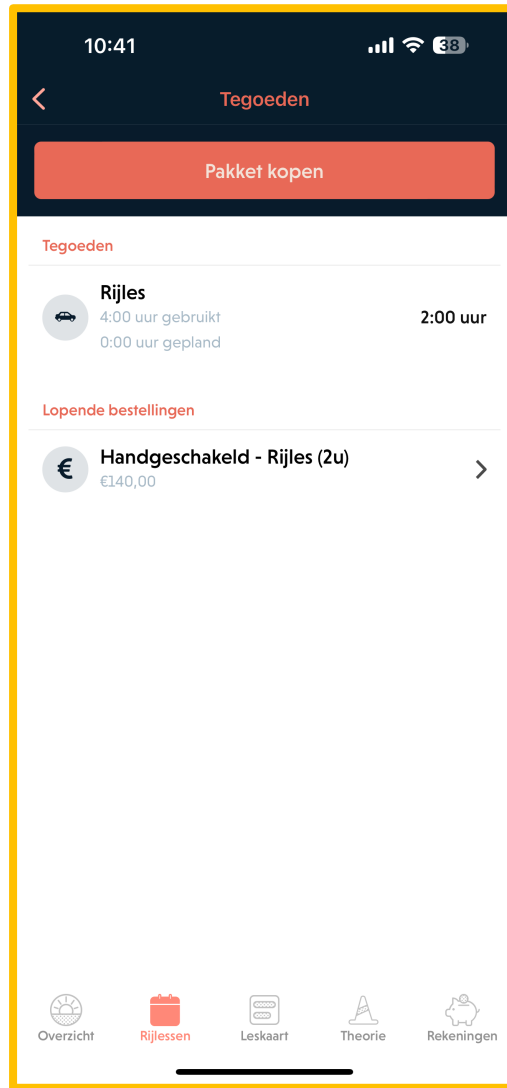 10:41
38
Tegoeden
Pakket kopen
Tegoeden
Rijles
4:00 uur gebruikt
2:00 uur
0:00 uur gepland
Lopende bestellingen
€
Handgeschakeld - Rijles (2u)
€140,00
Overzicht
Rijlessen
Leskaart
Theorie
Rekeningen